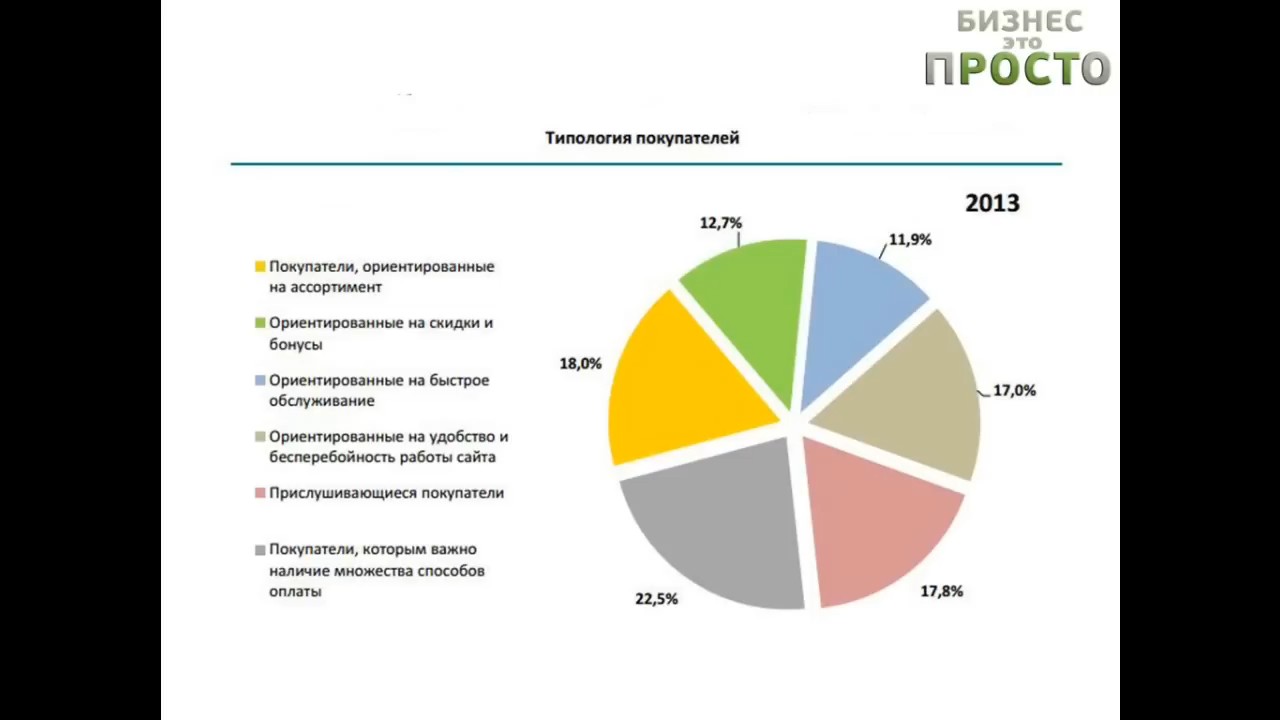 БИЗНЕС
ЭТО
ПРОСТО
Типология покупателей
2013
Покупатели, ориентированные
на ассортимент
Ориентированные на скидки и
бонусы
Ориентированные на быстрое
обслуживание
Ориентированные на удобство и
бесперебойность работы сайта
Прислушивающиеся покупатели
Покупатели, которым важно
наличие множества способов
оплаты
12,7%
11,9%
18,0%
17,0%
22,5%
17,8%